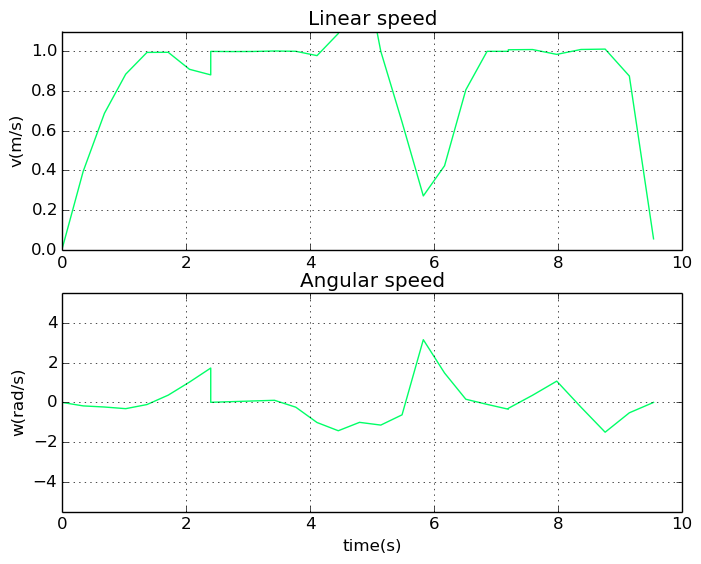 Linear speed
v(m/s)
1.0
0.8
0.6
0.4
0.2
0.0
0 2 4 6 8 10
Angular speed
w(rad/s)
4
2
0
−2
−4
0 2 4 6 8 10
time(s)